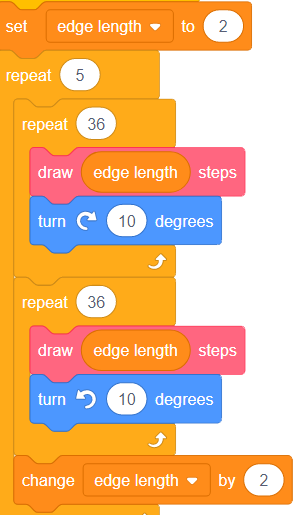 set edge length to 2
repeat 5
repeat 36
draw edge length steps
turn 10 degrees
repeat 36
draw edge length steps
turn 10 degrees
change edge length by 2